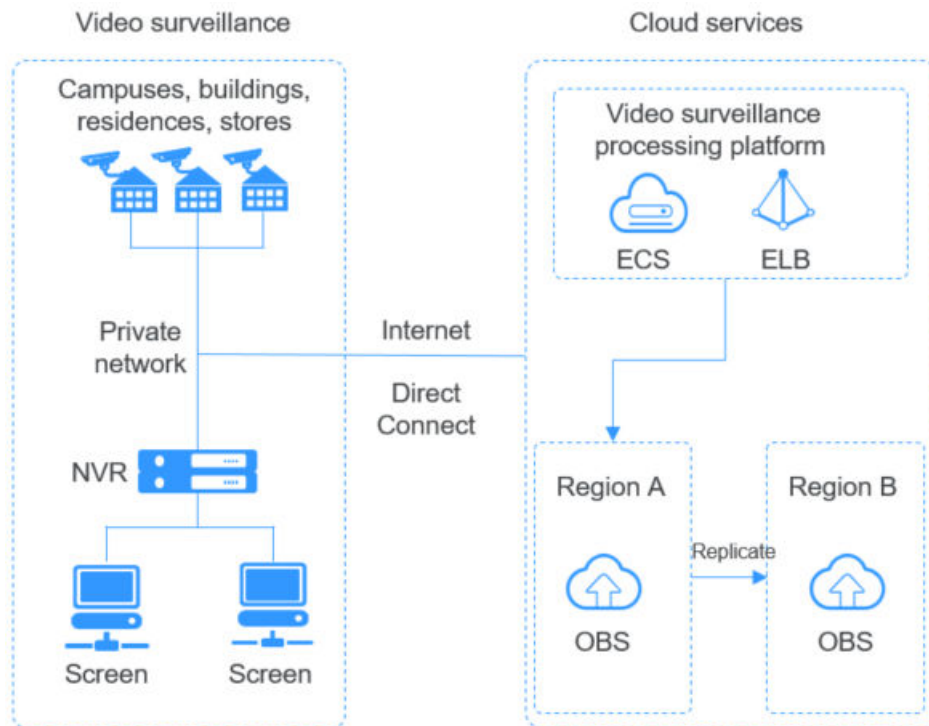 Video surveillance
Campuses, buildings,
residences, stores
Private
network
NVR
Screen
Screen
Internet
Direct
Connect
Cloud services
Video surveillance
processing platform
ECS
ELB
Region A
OBS
Replicate
Region B
OBS